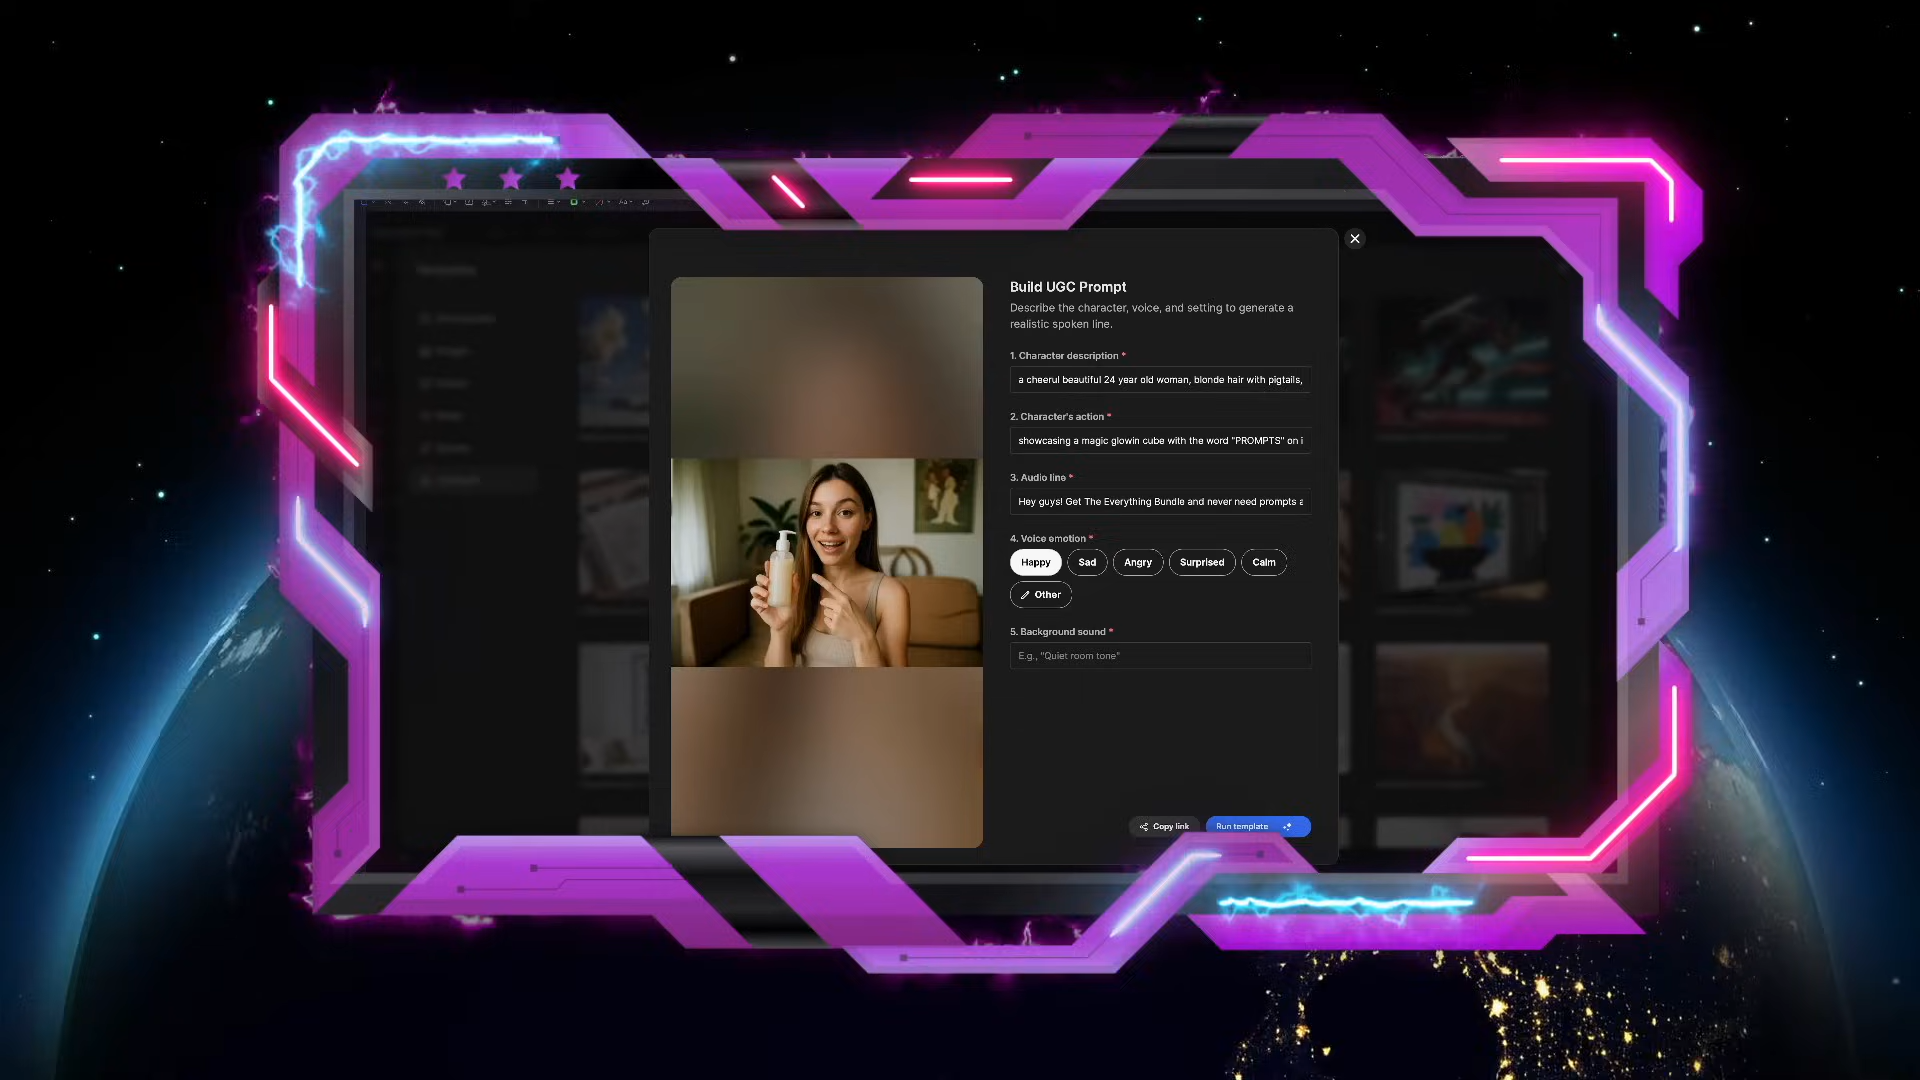 Build UGC Prompt
Describe the character, voice, and setting to generate a
realistic spoken line.
1. Character description *
a cheerul beautiful 24 year old woman, blonde hair with pigtails,
2. Character's action *
showcasing a magic glowin cube with the word "PROMPTS" on i
3. Audio line *
Hey guys! Get The Everything Bundle and never need prompts a
4. Voice emotion *
Happy
Sad
Angry
Surprised
Calm
Other
5. Background sound *
E.g., "Quiet room tone"
Copy link
Run template